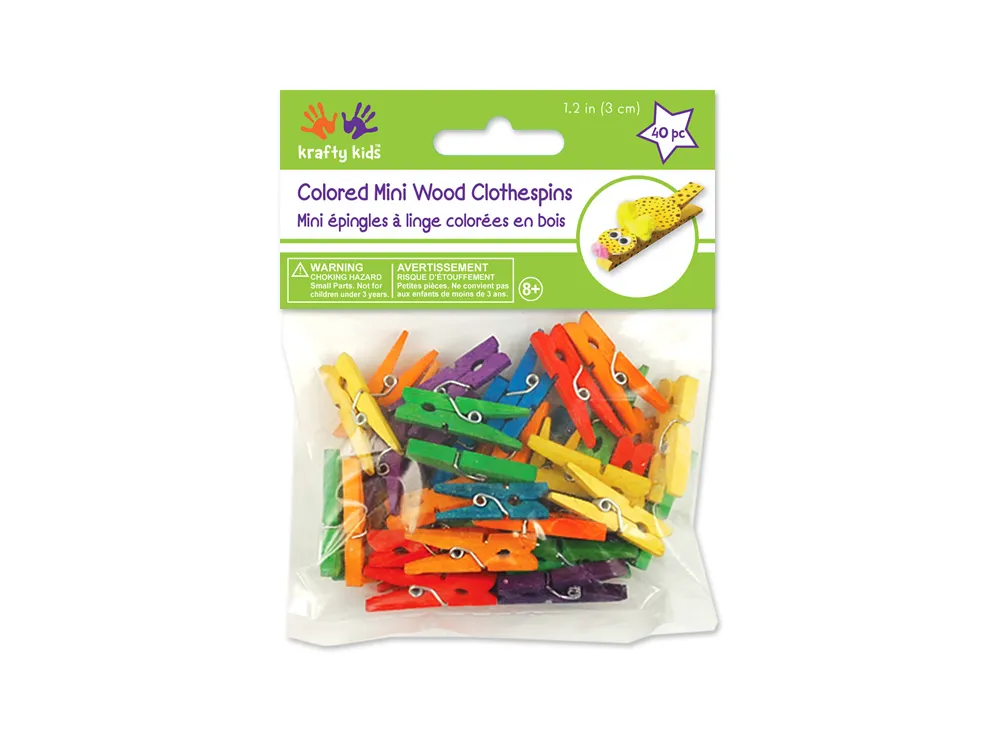 1.2 in (3 cm)
40 pc
krafty kids™
Colored Mini Wood Clothespins
Mini épingles à linge colorées en bois
WARNING
CHOKING HAZARD
Small Parts. Not for
children under 3 years.
AVERTISSEMENT
RISQUE D'ÉTOUFFEMENT
Petites pièces. Ne convient pas
aux enfants de moins de 3 ans.
8+